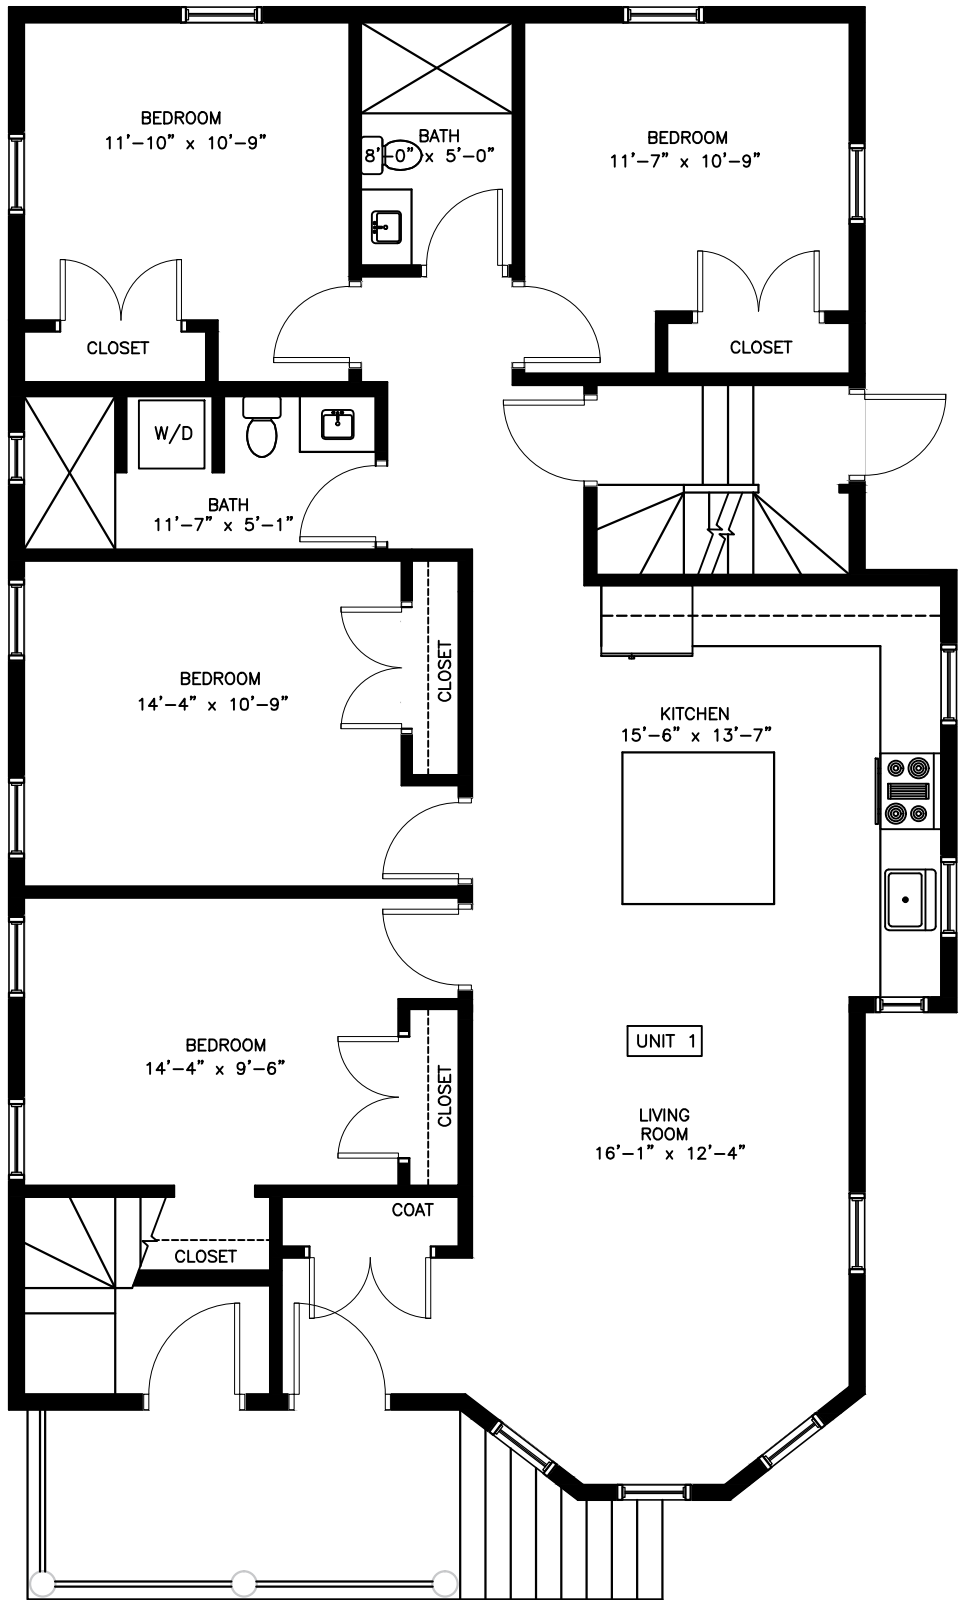 BEDROOM
11'-10" x 10'-9"
BATH
8'-0" x 5'-0"
BEDROOM
11'-7" x 10'-9"
CLOSET
CLOSET
W/D
BATH
11'-7" x 5'-1"
BEDROOM
14'-4" x 10'-9"
CLOSET
KITCHEN
15'-6" x 13'-7"
UNIT 1
BEDROOM
14'-4" x 9'-6"
CLOSET
LIVING
ROOM
16'-1" x 12'-4"
COAT
CLOSET